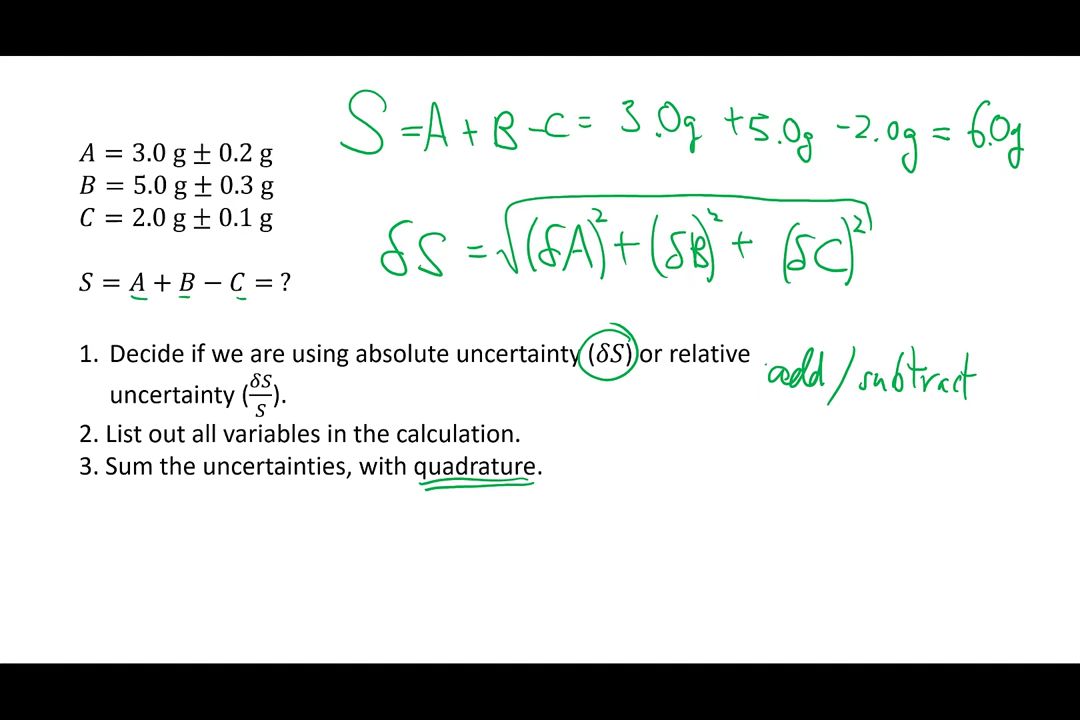 S = A + B - C = 3.0g + 5.0g - 2.0g = 6.0g
A = 3.0 g ± 0.2 g
B = 5.0 g ± 0.3 g
C = 2.0 g ± 0.1 g
δS = √((δA)² + (δB)² + (δC)²)
S = A + B − C = ?
1. Decide if we are using absolute uncertainty (δS) or relative
uncertainty (δS/S).
add / subtract
2. List out all variables in the calculation.
3. Sum the uncertainties, with quadrature.